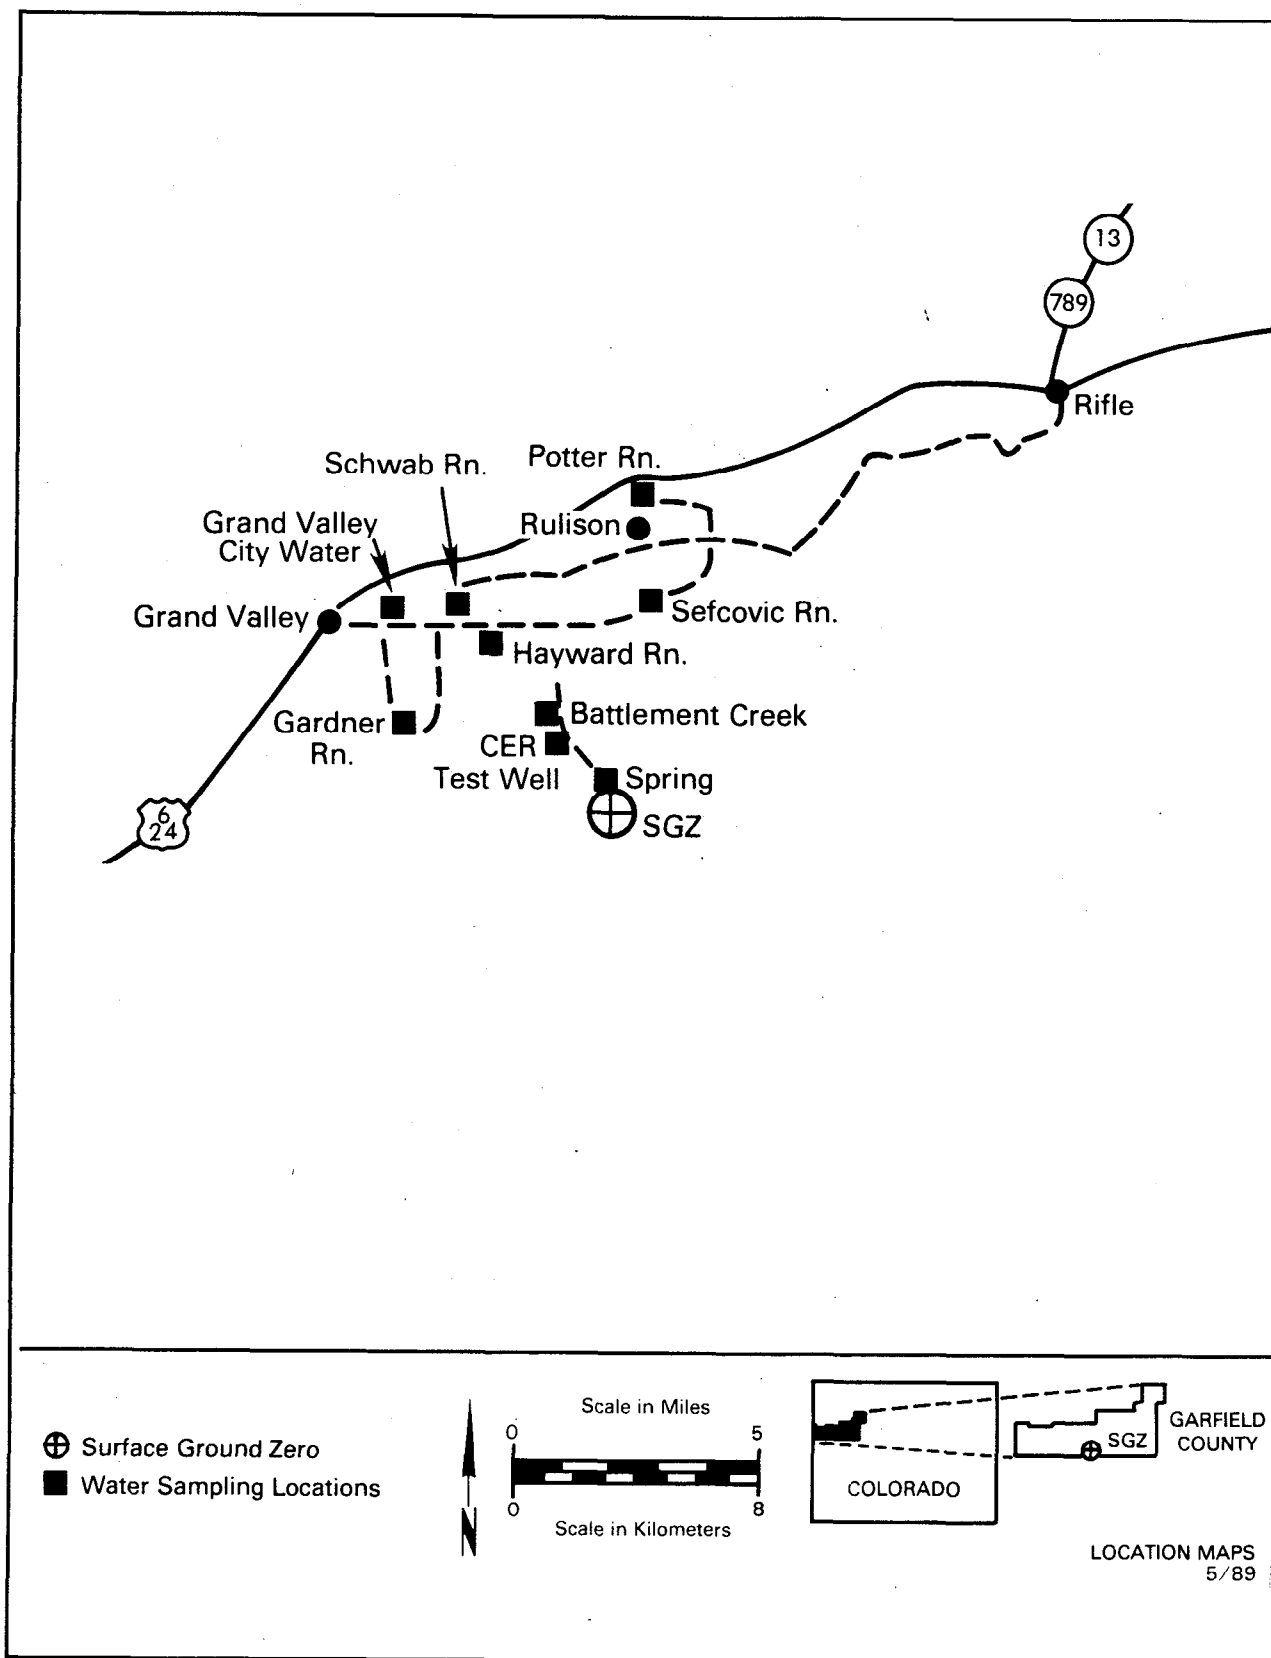 13
789
Rifle
Potter Rn.
Schwab Rn.
Grand Valley
City Water
Rulison
Grand Valley
Sefcovic Rn.
Hayward Rn.
Gardner
Rn.
Battlement Creek
CER
Test Well
Spring
SGZ
6
24
Surface Ground Zero
Water Sampling Locations
N
Scale in Miles
0 5
0 8
Scale in Kilometers
COLORADO
SGZ
GARFIELD
COUNTY
LOCATION MAPS
5/89